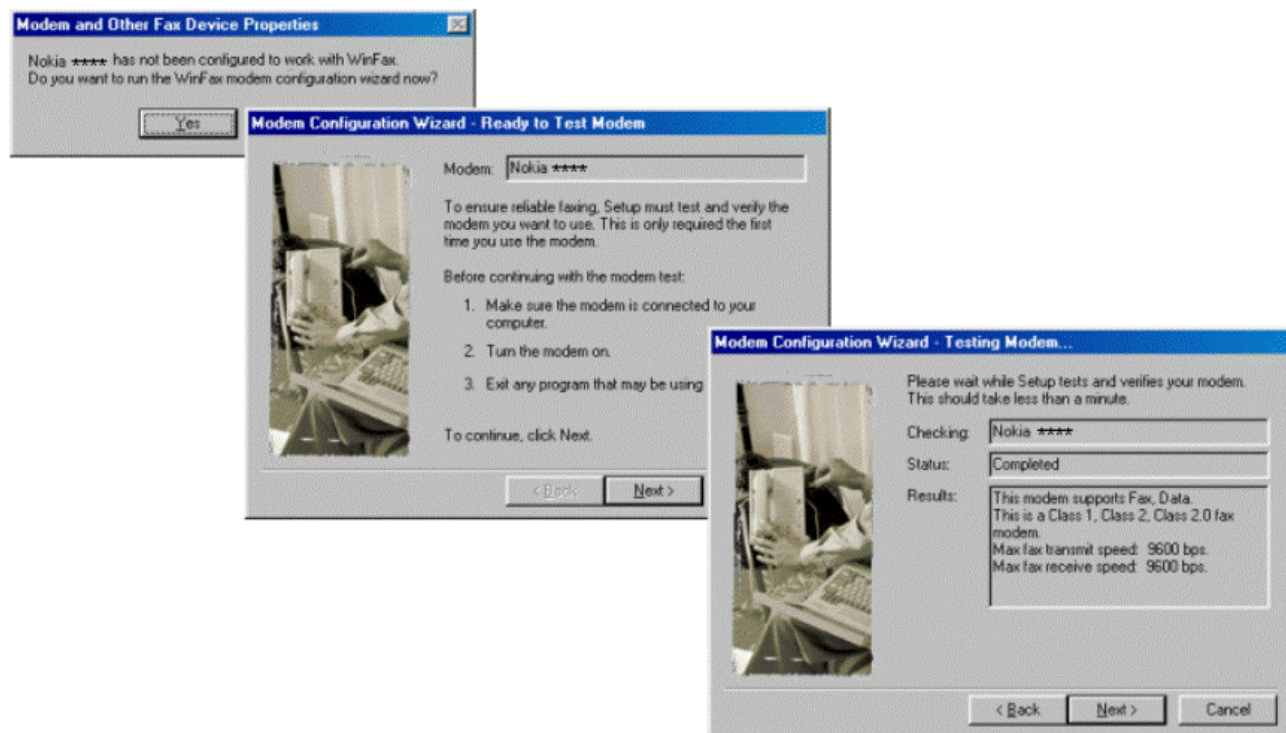 Modem and Other Fax Device Properties
Nokia **** has not been configured to work with WinFax.
Do you want to run the WinFax modem configuration wizard now?
Yes
Modem Configuration Wizard - Ready to Test Modem
Modem: Nokia ****
To ensure reliable faxing, Setup must test and verify the
modem you want to use. This is only required the first
time you use the modem.
Before continuing with the modem test:
1. Make sure the modem is connected to your
computer.
2. Turn the modem on.
3. Exit any program that may be using
To continue, click Next.
< Back Next >
Modem Configuration Wizard - Testing Modem...
Please wait while Setup tests and verifies your modem.
This should take less than a minute.
Checking: Nokia ****
Status: Completed
Results: This modem supports Fax, Data.
This is a Class 1, Class 2, Class 2.0 fax
modem.
Max fax transmit speed: 9600 bps.
Max fax receive speed: 9600 bps.
< Back Next > Cancel